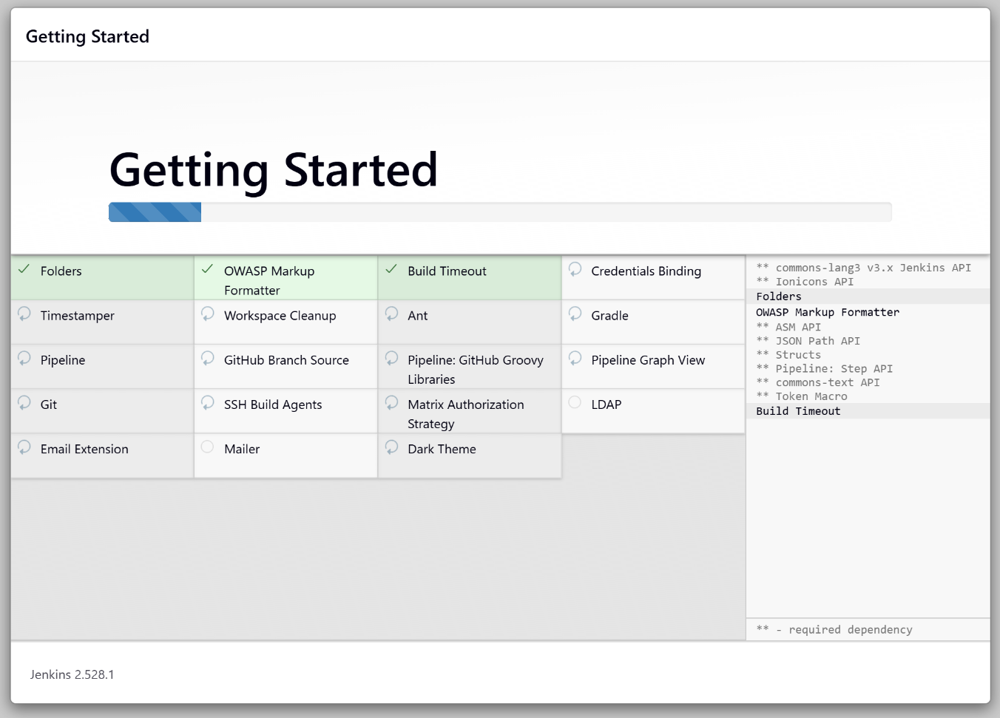 Getting Started
Getting Started
Folders
OWASP Markup
Formatter
Build Timeout
Credentials Binding
Timestamper
Workspace Cleanup
Ant
Gradle
Pipeline
GitHub Branch Source
Pipeline: GitHub Groovy
Libraries
Pipeline Graph View
Git
SSH Build Agents
Matrix Authorization
Strategy
LDAP
Email Extension
Mailer
Dark Theme
** commons-lang3 v3.x Jenkins API
** Ionicons API
Folders
OWASP Markup Formatter
** ASM API
** JSON Path API
** Structs
** Pipeline: Step API
** commons-text API
** Token Macro
Build Timeout
** - required dependency
Jenkins 2.528.1